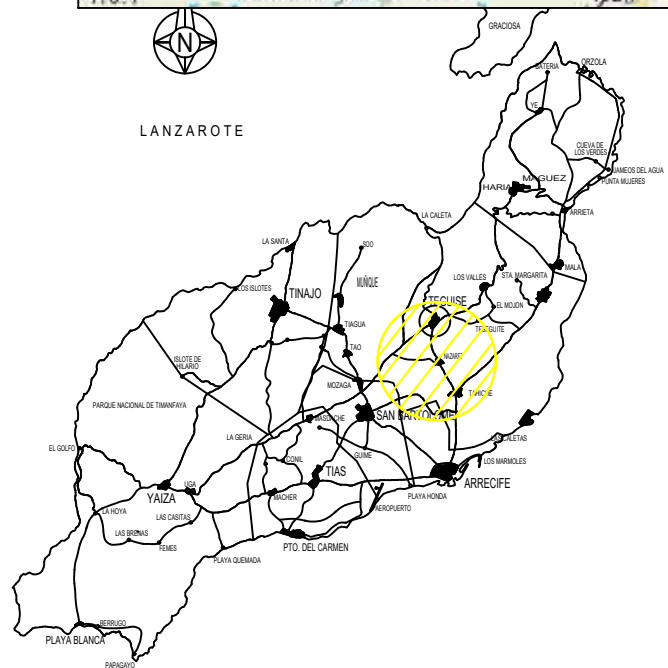 GRACIOSA
N
BATERIA
ORZOLA
LANZAROTE
YE
CUEVA DE
LOS VERDES
JAMEOS DEL AGUA
MAGUEZ
PUNTA MUJERES
HARIA
ARRIETA
LA CALETA
LA SANTA
SOO
MALA
LOS VALLES
STA. MARGARITA
MUÑIQUE
LOS ISLOTES
TINAJO
TEGUISE
EL MOJON
TIAGUA
TESEGUITE
TAO
ISLOTE DE
HILARIO
NAZARET
MOZAGA
TAHICHE
PARQUE NACIONAL DE TIMANFAYA
MASDACHE
SAN BARTOLOME
LA GERIA
LAS CALETAS
EL GOLFO
GUIME
CONIL
LOS MARMOLES
TIAS
ARRECIFE
UGA
YAIZA
MACHER
PLAYA HONDA
AEROPUERTO
LA HOYA
LAS CASITAS
LAS BREÑAS
FEMES
PTO. DEL CARMEN
PLAYA QUEMADA
BERRUGO
PLAYA BLANCA
PAPAGAYO